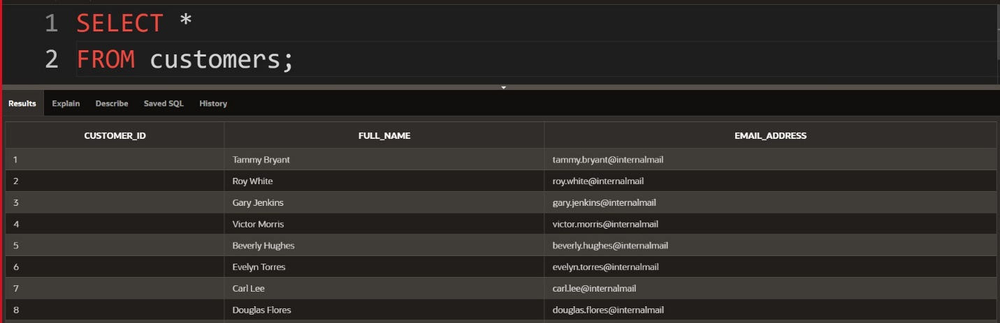 1 SELECT *
2 FROM customers;
Results Explain Describe Saved SQL History
CUSTOMER_ID FULL_NAME EMAIL_ADDRESS
1 Tammy Bryant tammy.bryant@internalmail
2 Roy White roy.white@internalmail
3 Gary Jenkins gary.jenkins@internalmail
4 Victor Morris victor.morris@internalmail
5 Beverly Hughes beverly.hughes@internalmail
6 Evelyn Torres evelyn.torres@internalmail
7 Carl Lee carl.lee@internalmail
8 Douglas Flores douglas.flores@internalmail